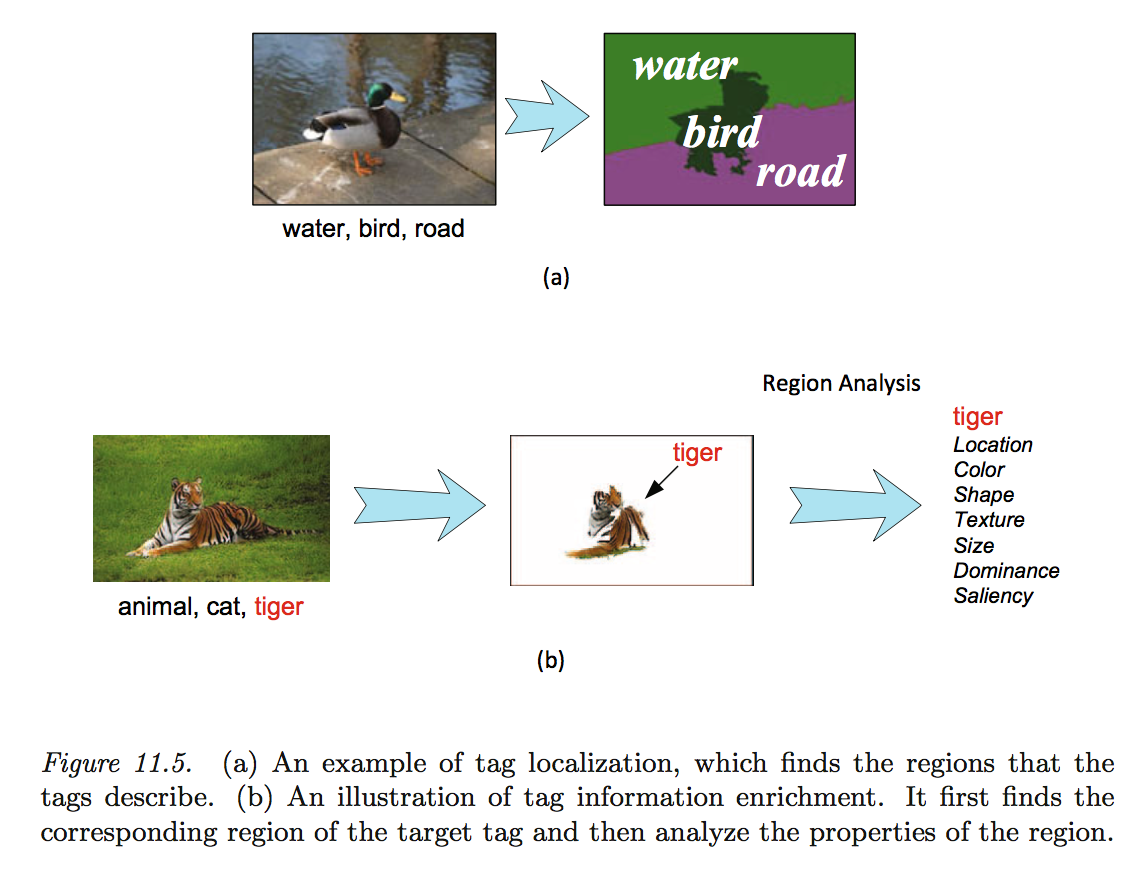 water
bird
road
water, bird, road
(a)
Region Analysis
tiger
tiger
Location
Color
Shape
Texture
Size
Dominance
Saliency
animal, cat, tiger
(b)
Figure 11.5. (a) An example of tag localization, which finds the regions that the
tags describe. (b) An illustration of tag information enrichment. It first finds the
corresponding region of the target tag and then analyze the properties of the region.